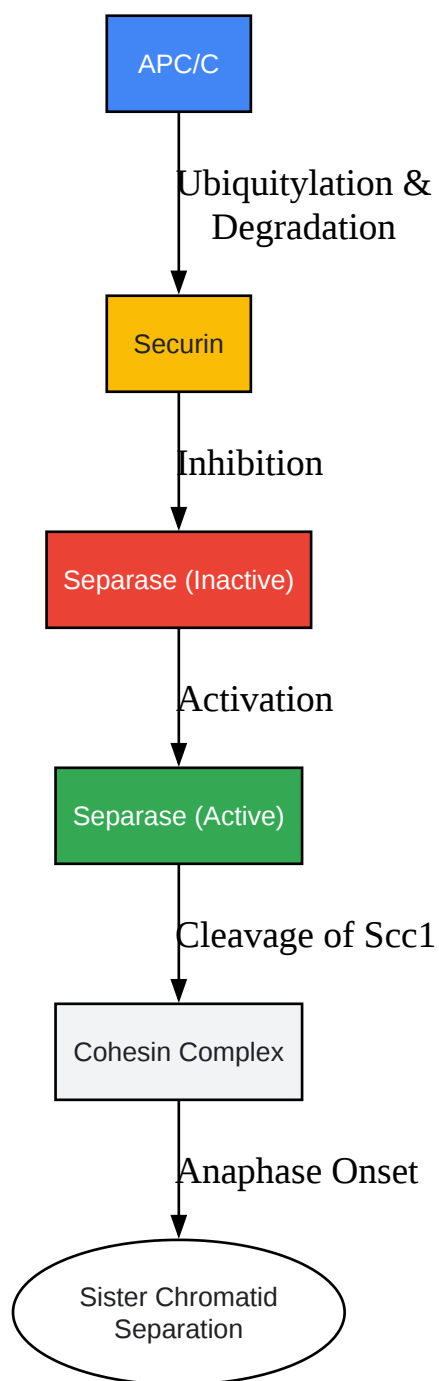 APC/C
Ubiquitylation &
Degradation
Securin
Inhibition
Separase (Inactive)
Activation
Separase (Active)
Cleavage of Scc1
Cohesin Complex
Anaphase Onset
Sister Chromatid
Separation